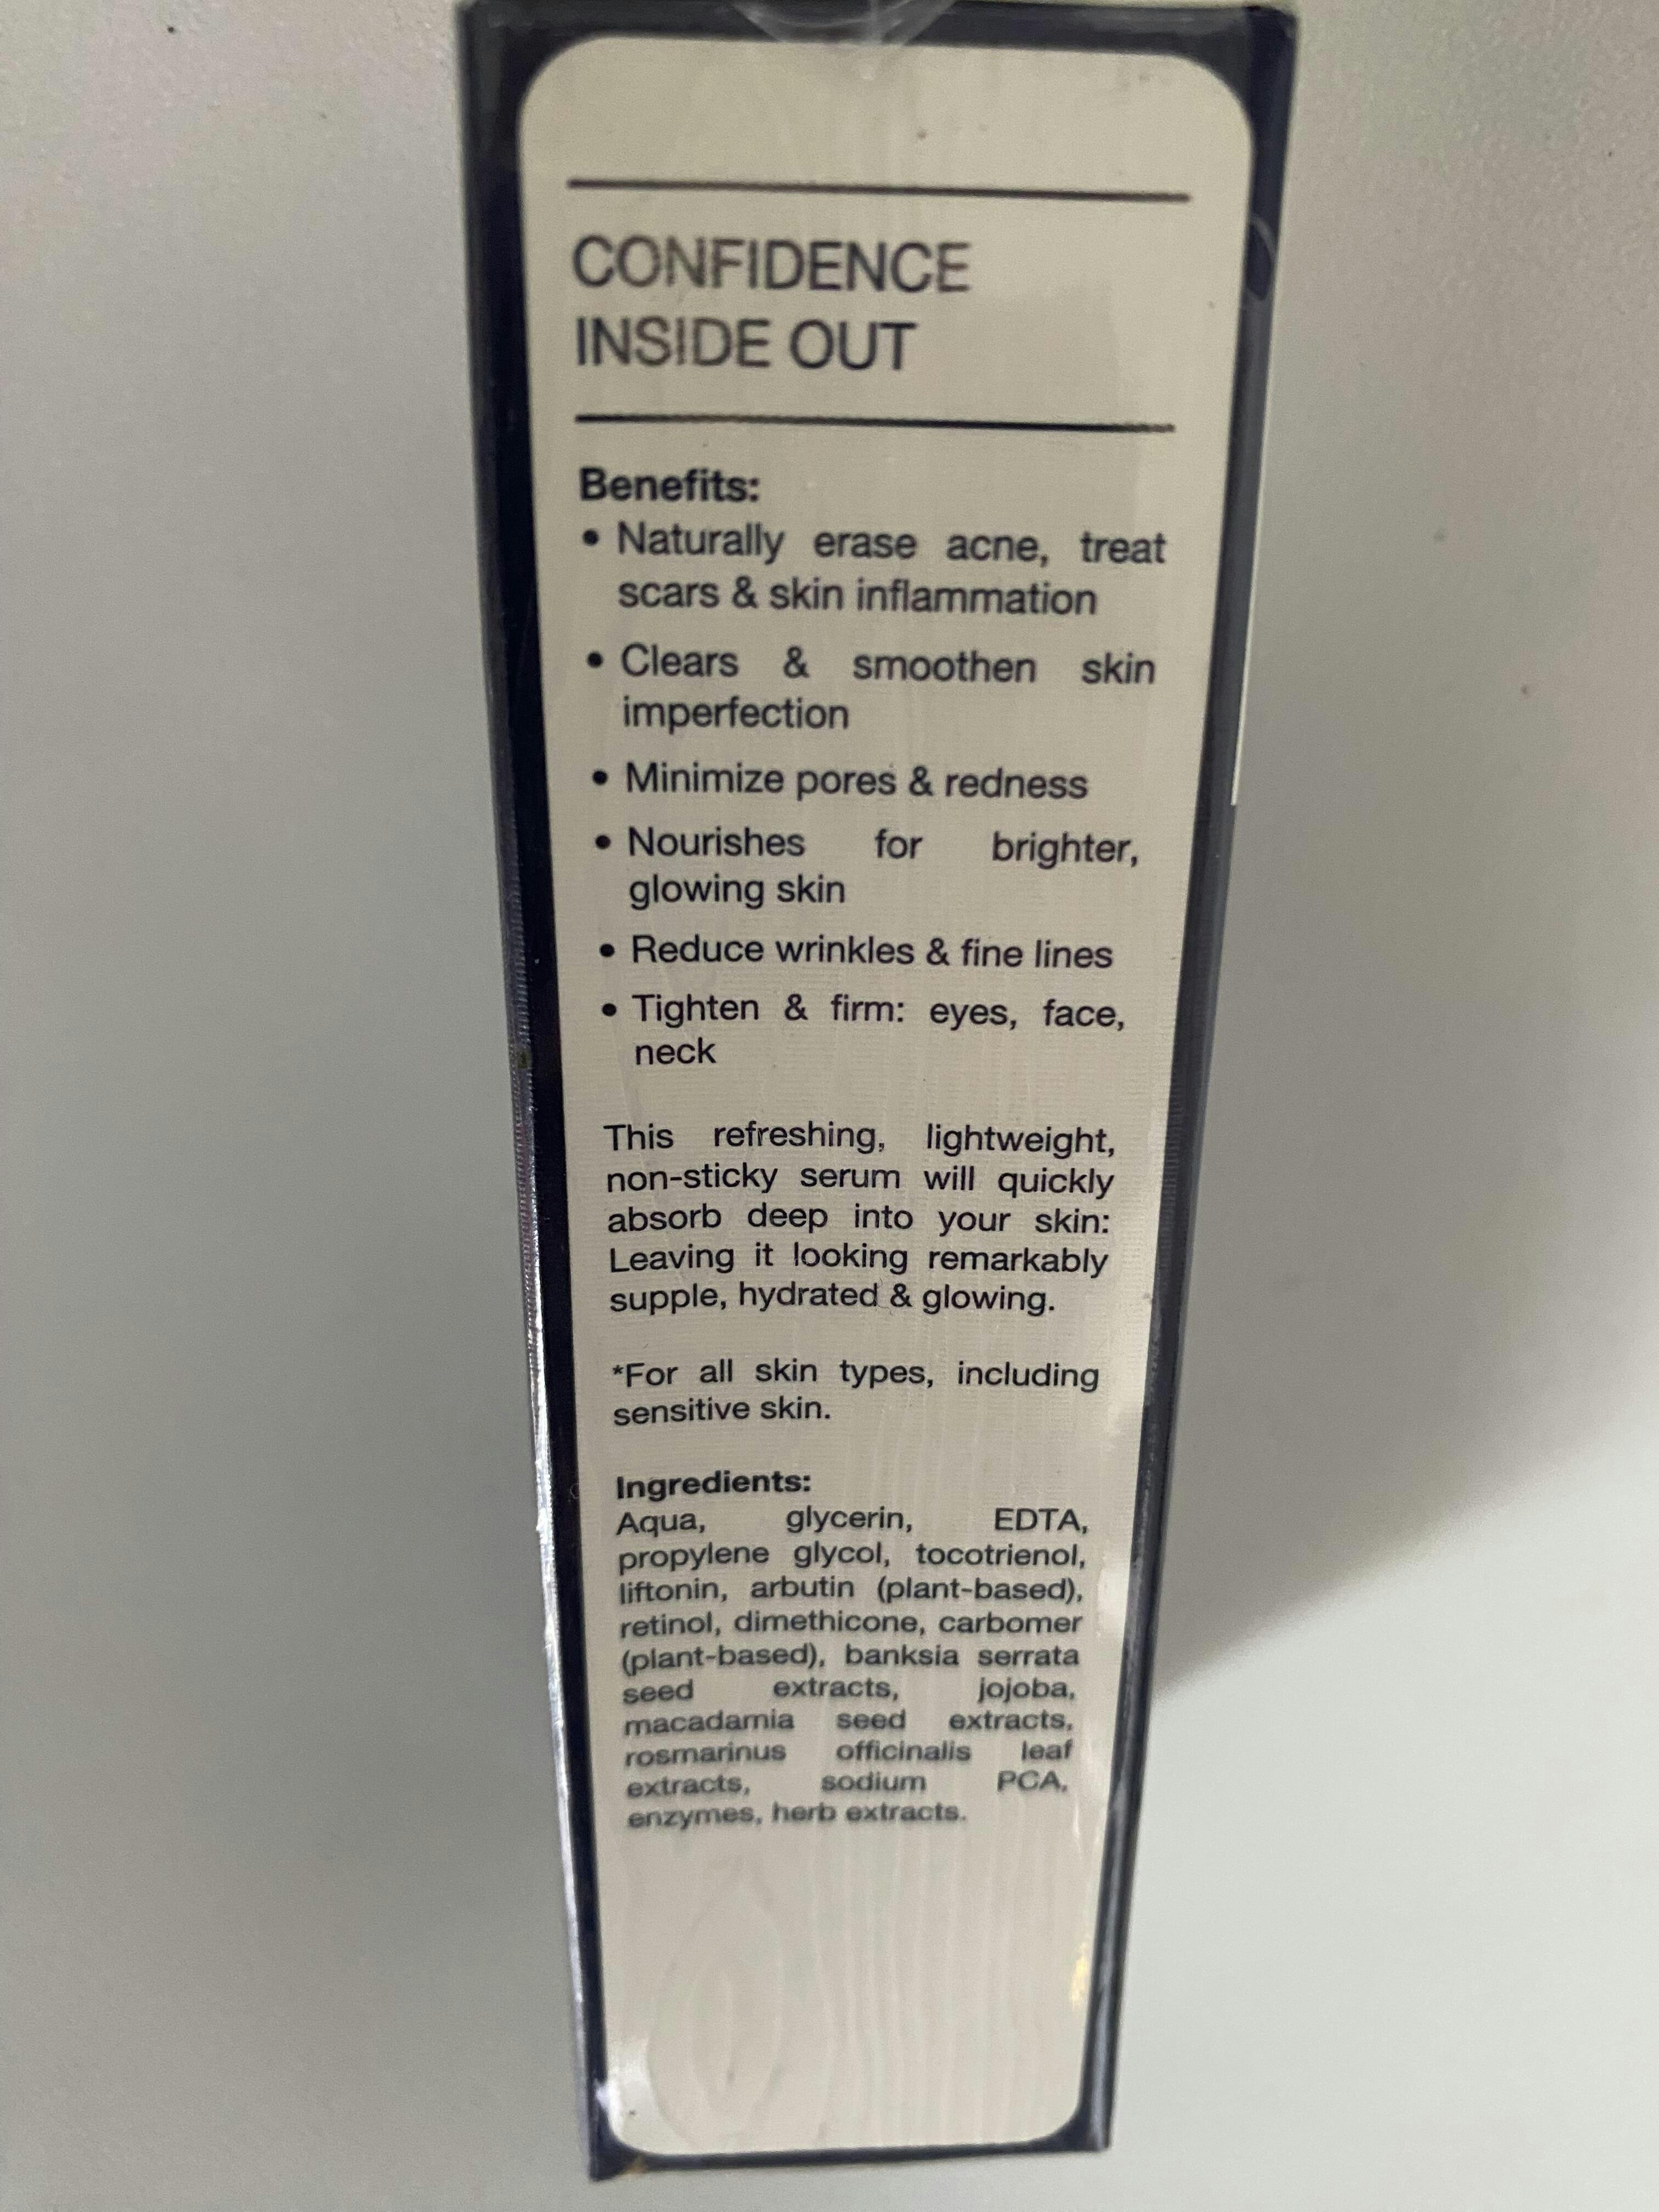 CONFIDENCE
INSIDE OUT
Benefits:
• Naturally erase acne, treat
scars & skin inflammation
• Clears & smoothen skin
imperfection
• Minimize pores & redness
• Nourishes for brighter,
glowing skin
• Reduce wrinkles & fine lines
• Tighten & firm: eyes, face,
neck
This refreshing, lightweight,
non-sticky serum will quickly
absorb deep into your skin:
Leaving it looking remarkably
supple, hydrated & glowing.
*For all skin types, including
sensitive skin.
Ingredients:
Aqua, glycerin, EDTA,
propylene glycol, tocotrienol,
liftonin, arbutin (plant-based),
retinol, dimethicone, carbomer
(plant-based), banksia serrata
seed extracts, jojoba,
macadamia seed extracts,
rosmarinus officinalis leaf
extracts, sodium PCA,
enzymes, herb extracts.